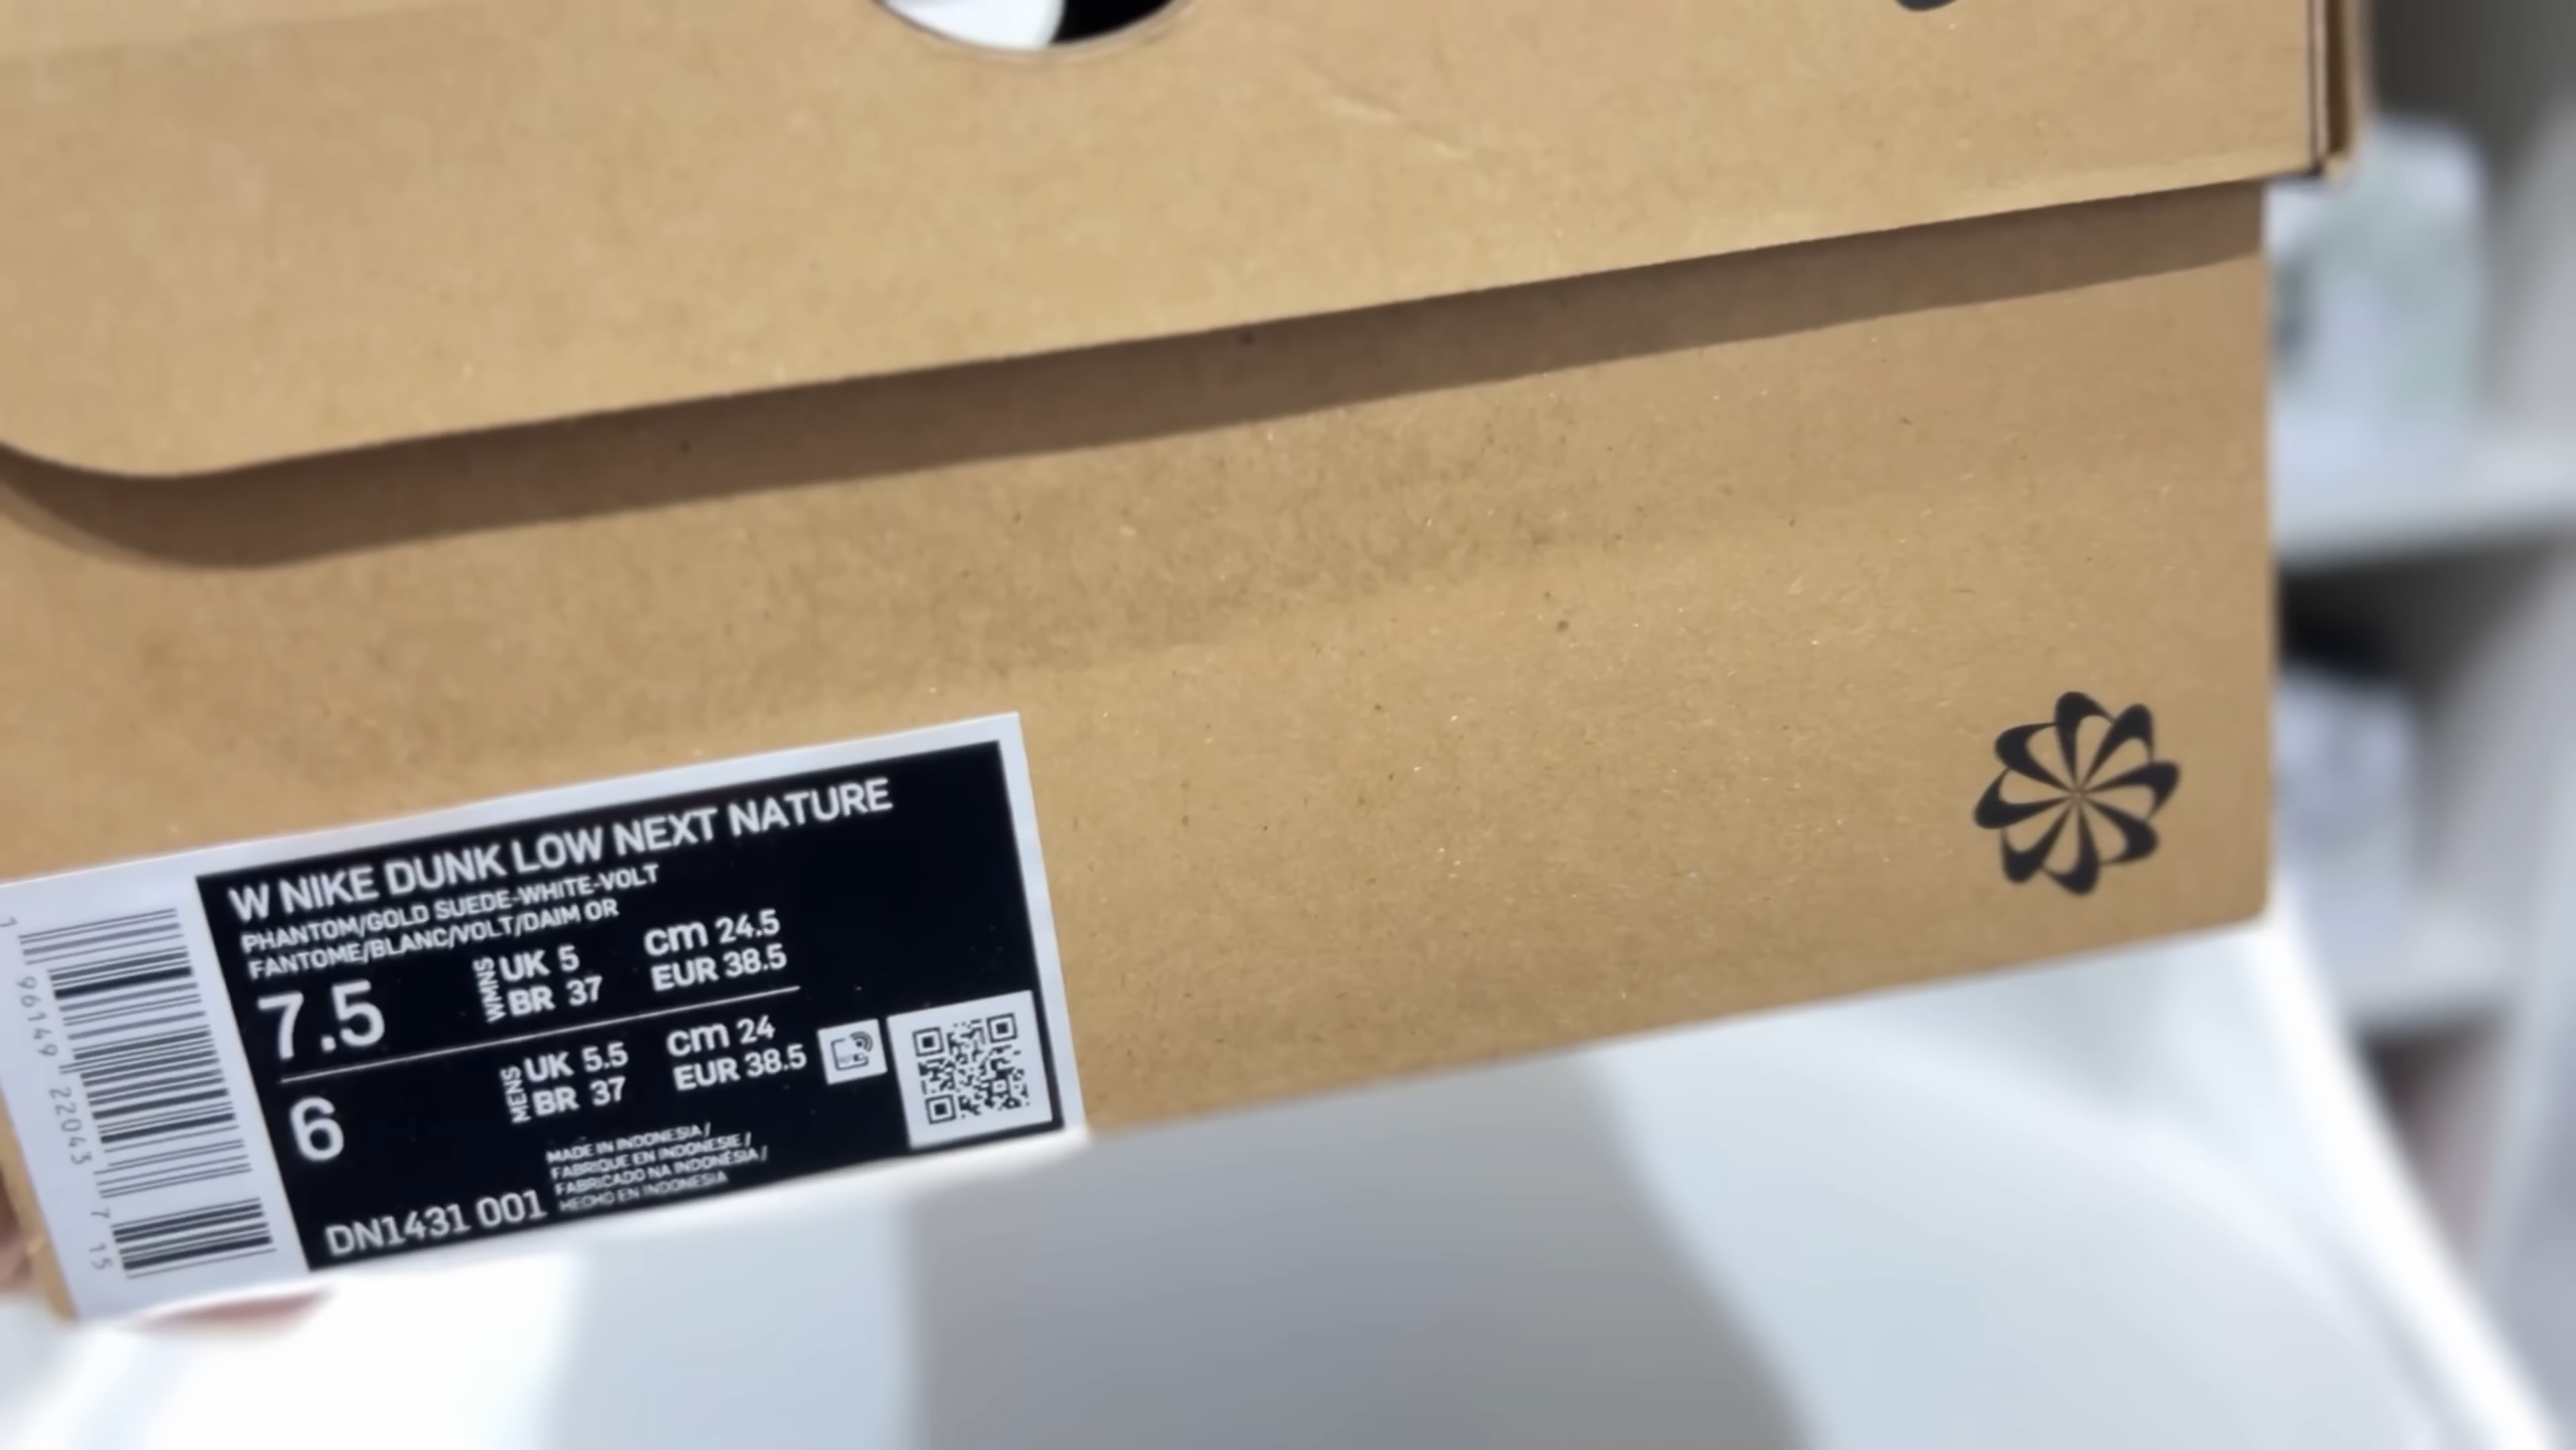 W NIKE DUNK LOW NEXT NATURE
PHANTOM/GOLD SUEDE-WHITE-VOLT
FANTOME/BLANC/VOLT/DAIM OR
7.5
WMNS
UK 5
BR 37
cm 24.5
EUR 38.5
6
MENS
UK 5.5
BR 37
cm 24
EUR 38.5
MADE IN INDONESIA /
FABRIQUE EN INDONESIE /
FABRICADO NA INDONÉSIA /
HECHO EN INDONESIA
DN1431 001
1 96149 22043 7 15